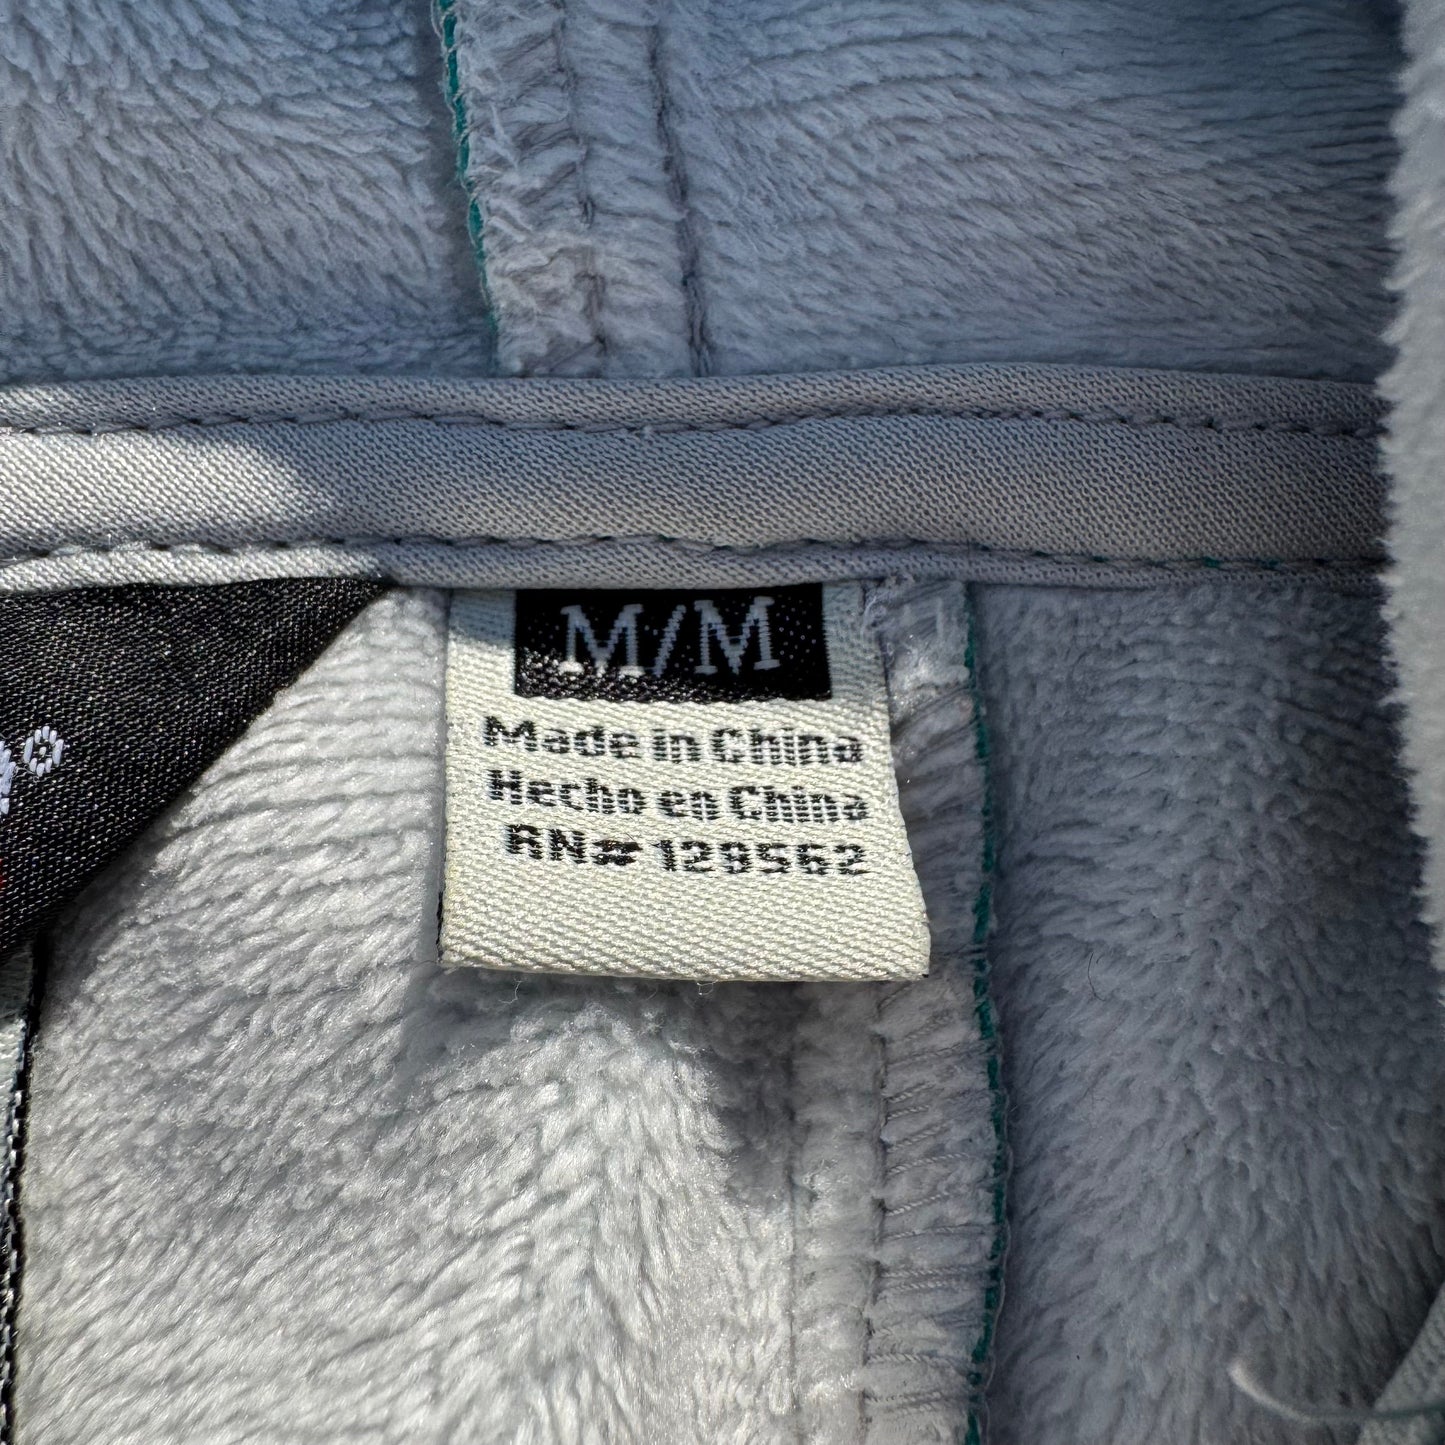 M/M
Made in China
Hecho en China
RN# 129562